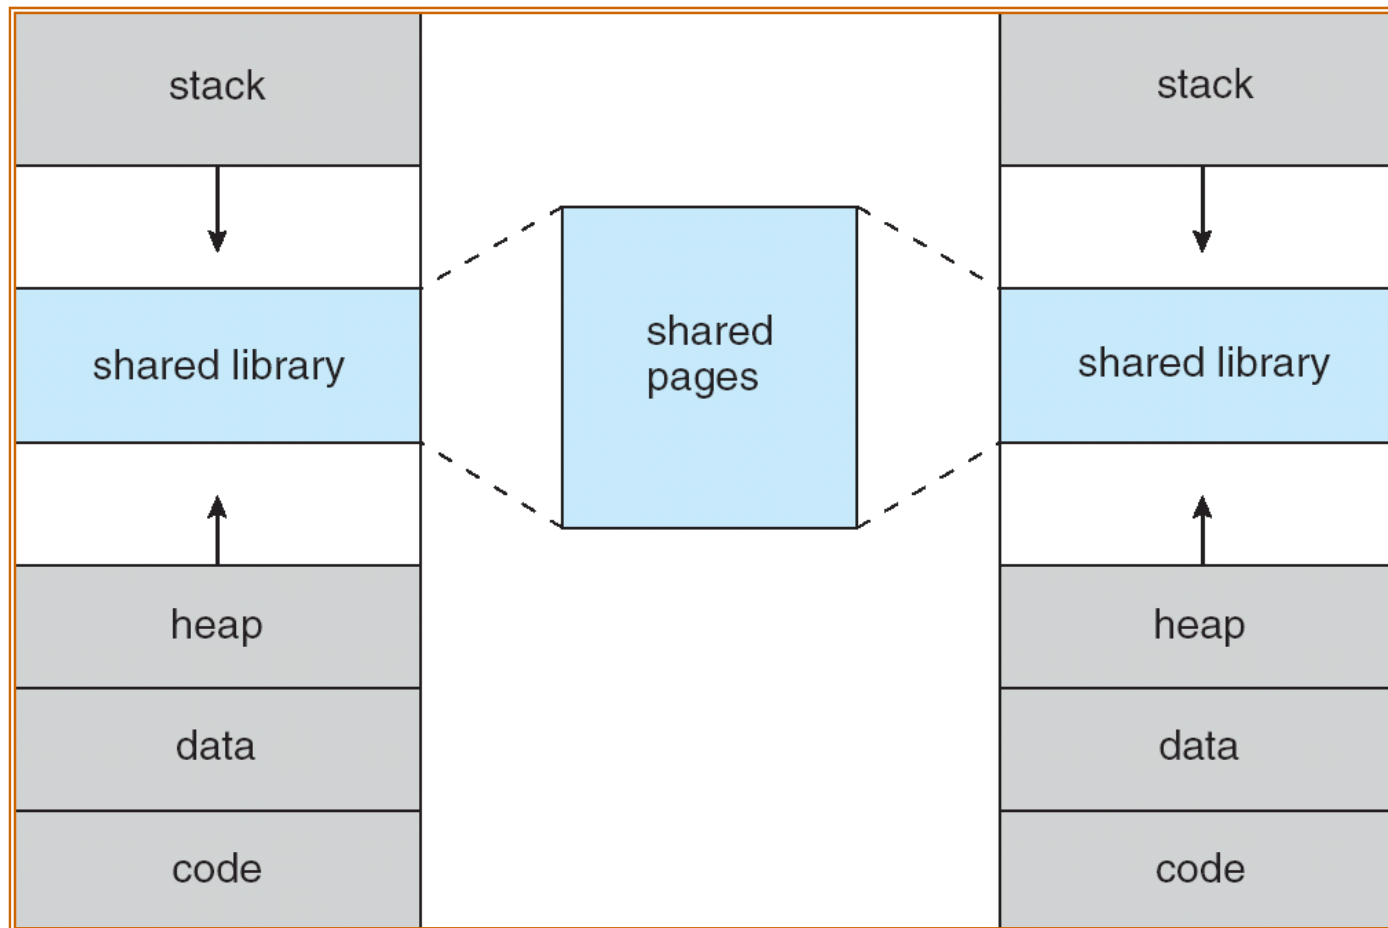 stack
shared library
heap
data
code
shared
pages
stack
shared library
heap
data
code